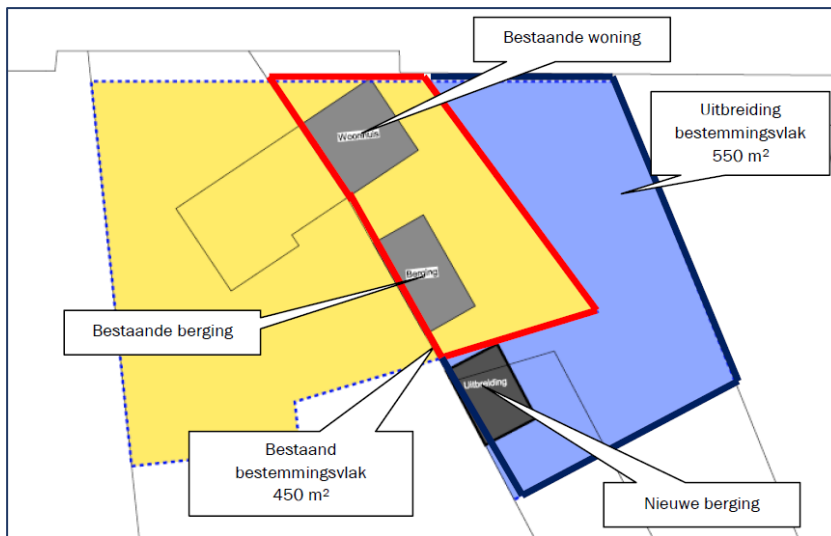 Bestaande woning
Uitbreiding
bestemmingsvlak
550 m²
Woonhuis
Berging
Bestaande berging
Uitbreiding
Bestaand
bestemmingsvlak
450 m²
Nieuwe berging